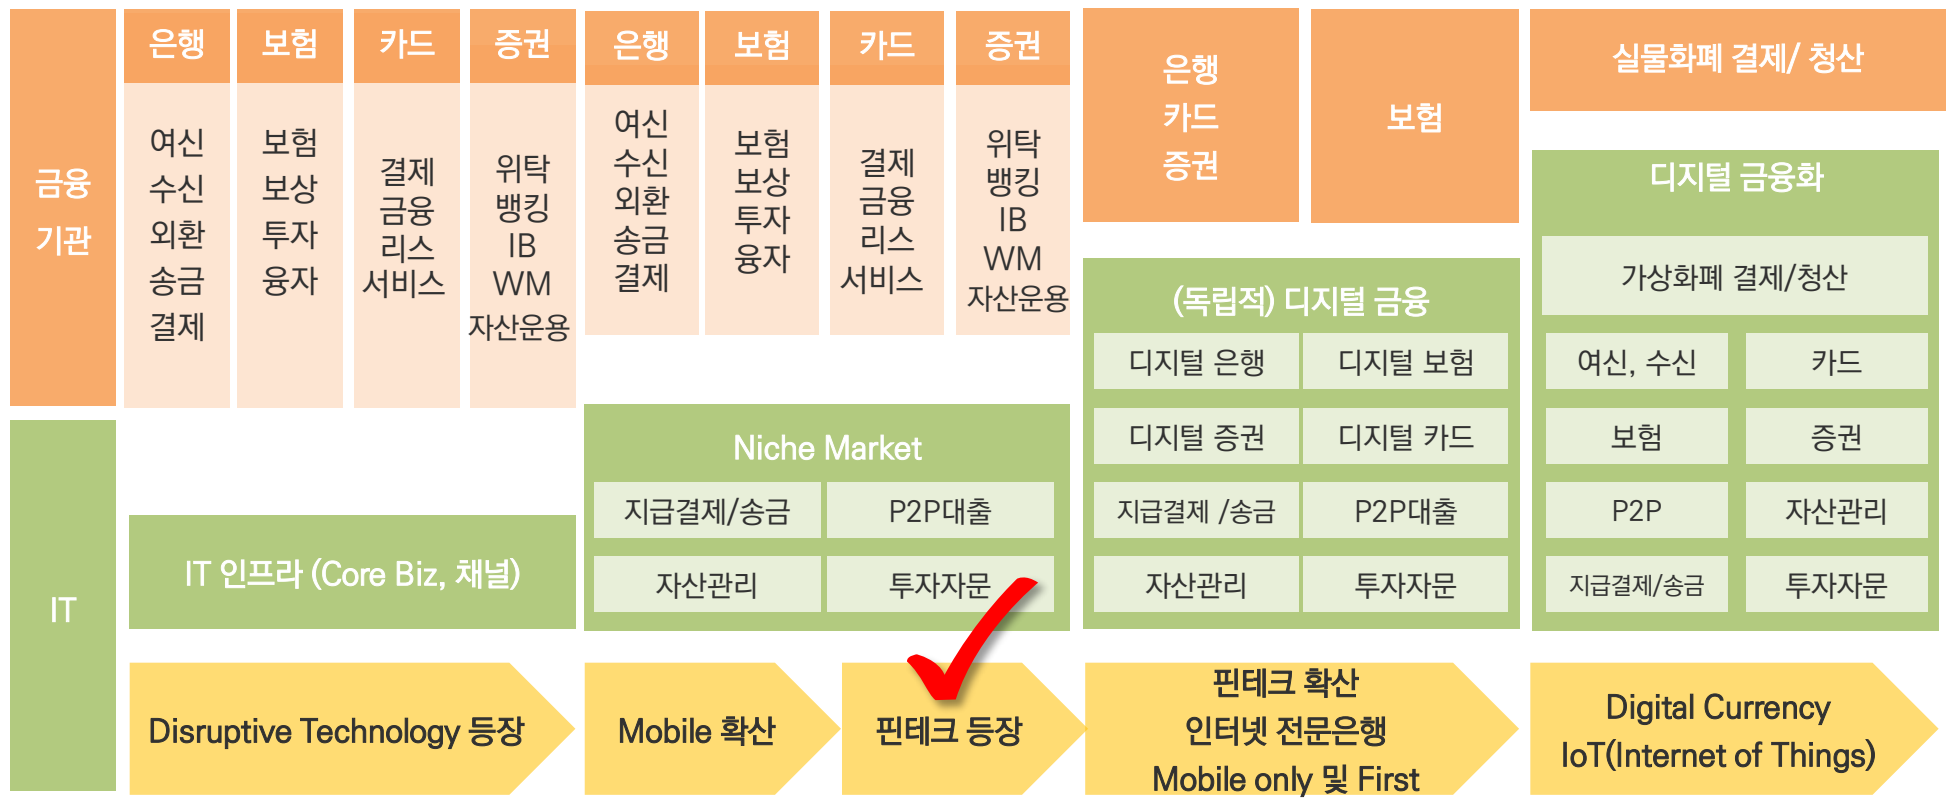 금융
기관
은행
여신
수신
외환
송금
결제
보험
보험
보상
투자
융자
카드
결제
금융
리스
서비스
증권
위탁
뱅킹
IB
WM
자산운용
은행
여신
수신
외환
송금
결제
보험
보험
보상
투자
융자
카드
결제
금융
리스
서비스
증권
위탁
뱅킹
IB
WM
자산운용
은행
카드
증권
보험
실물화폐 결제/ 청산
IT
IT 인프라 (Core Biz, 채널)
Niche Market
지급결제/송금
P2P대출
자산관리
투자자문
(독립적) 디지털 금융
디지털 은행
디지털 보험
디지털 증권
디지털 카드
지급결제 /송금
P2P대출
자산관리
투자자문
디지털 금융화
가상화폐 결제/청산
여신, 수신
카드
보험
증권
P2P
자산관리
지급결제/송금
투자자문
Disruptive Technology 등장
Mobile 확산
핀테크 등장
핀테크 확산
인터넷 전문은행
Mobile only 및 First
Digital Currency
IoT(Internet of Things)